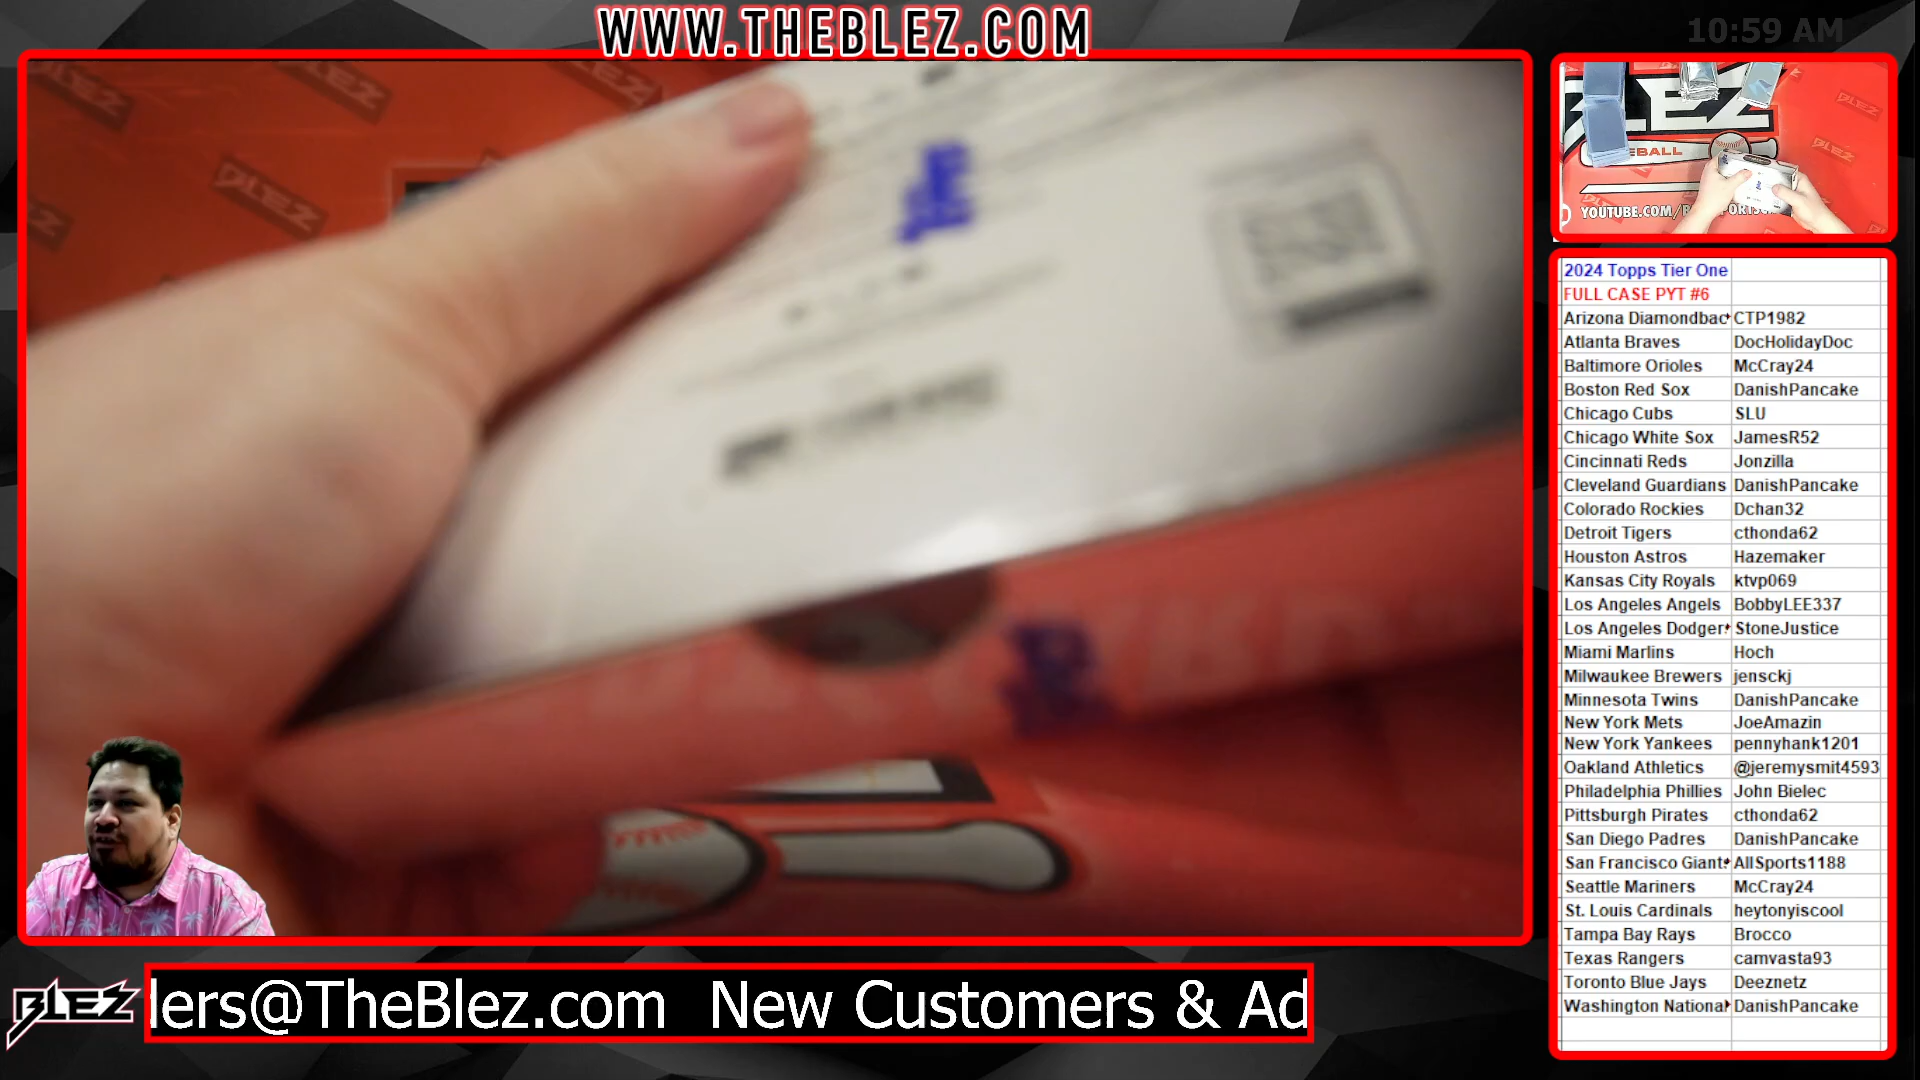 WWW.THEBLEZ.COM
10:59 AM
BLEZ
BLEZ
BLEZ
BLEZ
YOUTUBE.COM/
2024 Topps Tier One
FULL CASE PYT #6
Arizona Diamondbac CTP1982
Atlanta Braves DocHolidayDoc
Baltimore Orioles McCray24
Boston Red Sox DanishPancake
Chicago Cubs SLU
Chicago White Sox JamesR52
Cincinnati Reds Jonzilla
Cleveland Guardians DanishPancake
Colorado Rockies Dchan32
Detroit Tigers cthonda62
Houston Astros Hazemaker
Kansas City Royals ktvp069
Los Angeles Angels BobbyLEE337
Los Angeles Dodger StoneJustice
Miami Marlins Hoch
Milwaukee Brewers jensckj
Minnesota Twins DanishPancake
New York Mets JoeAmazin
New York Yankees pennyhank1201
Oakland Athletics @jeremysmit4593
Philadelphia Phillies John Bielec
Pittsburgh Pirates cthonda62
San Diego Padres DanishPancake
San Francisco Giant AllSports1188
Seattle Mariners McCray24
St. Louis Cardinals heytonyiscool
Tampa Bay Rays Brocco
Texas Rangers camvasta93
Toronto Blue Jays Deeznetz
Washington Nationa DanishPancake
BLEZ
lers@TheBlez.com New Customers & Ad